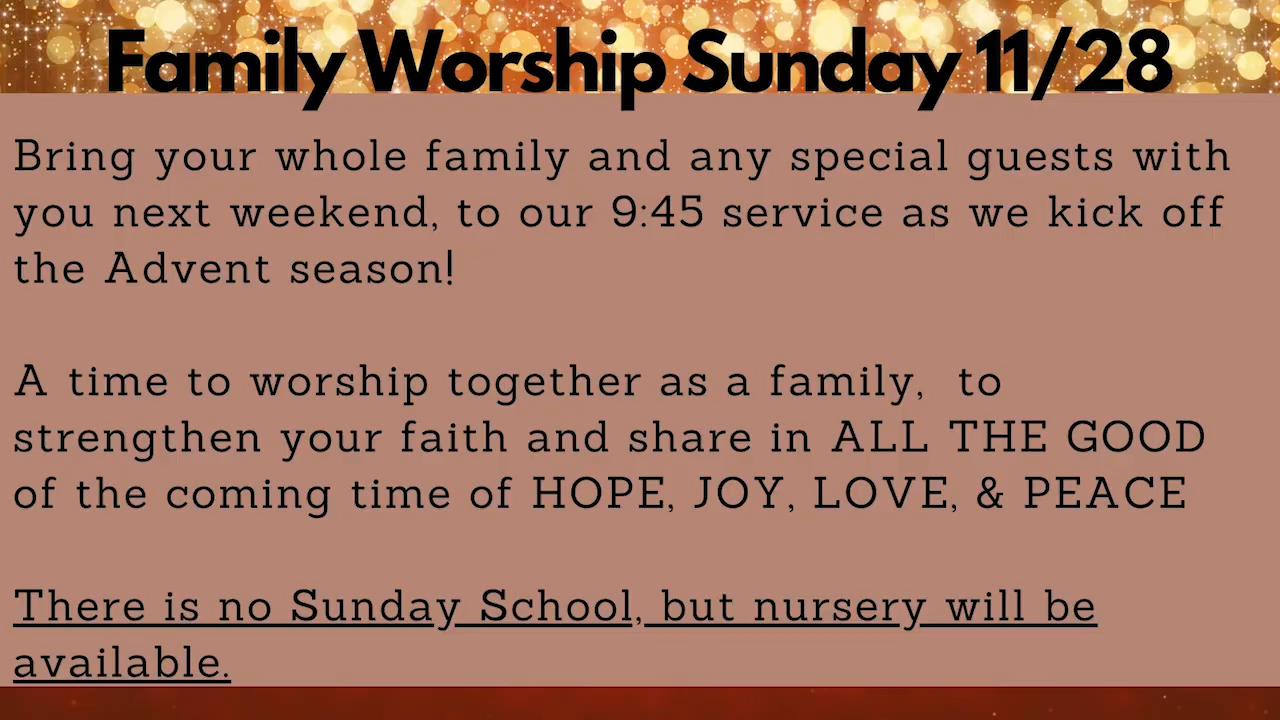 Family Worship Sunday 11/28
Bring your whole family and any special guests with
you next weekend, to our 9:45 service as we kick off
the Advent season!
A time to worship together as a family,  to
strengthen your faith and share in ALL THE GOOD
of the coming time of HOPE, JOY, LOVE, & PEACE
There is no Sunday School, but nursery will be
available.